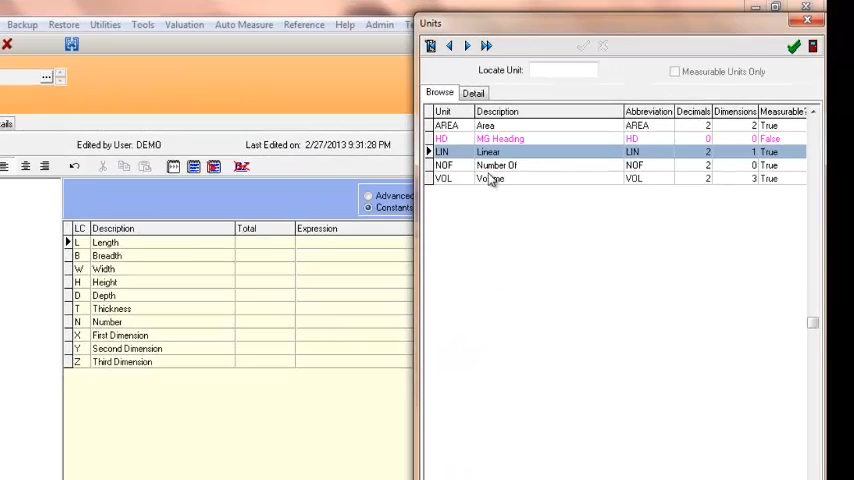 Units
Backup Restore Utilities Tools Valuation Auto Measure Reference Help Admin
Locate Unit:
Measurable Units Only
Browse Detail
Unit Description Abbreviation Decimals Dimensions Measurable?
AREA Area AREA 2 2 True
HD MG Heading HD 0 0 False
LIN Linear LIN 2 1 True
NOF Number Of NOF 2 0 True
VOL Volume VOL 2 3 True
Edited by User: DEMO Last Edited on: 2/27/2013 9:31:28 PM
Advanced
Constants
LC Description Total Expression
L Length
B Breadth
W Width
H Height
D Depth
T Thickness
N Number
X First Dimension
Y Second Dimension
Z Third Dimension